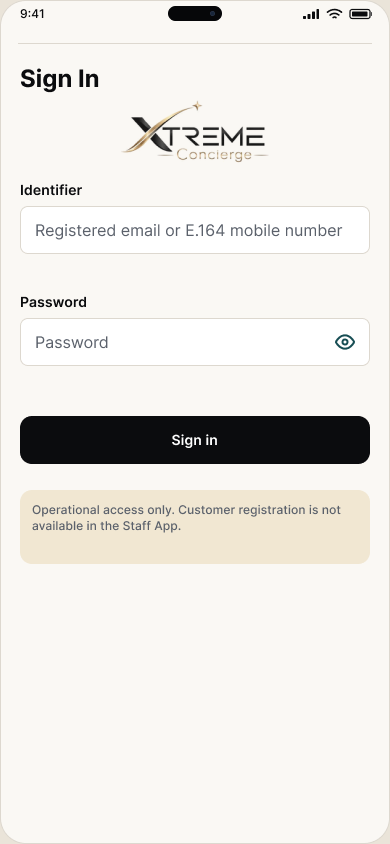 9:41
Sign In
XTREME
Concierge
Identifier
Registered email or E.164 mobile number
Password
Password
Sign in
Operational access only. Customer registration is not
available in the Staff App.